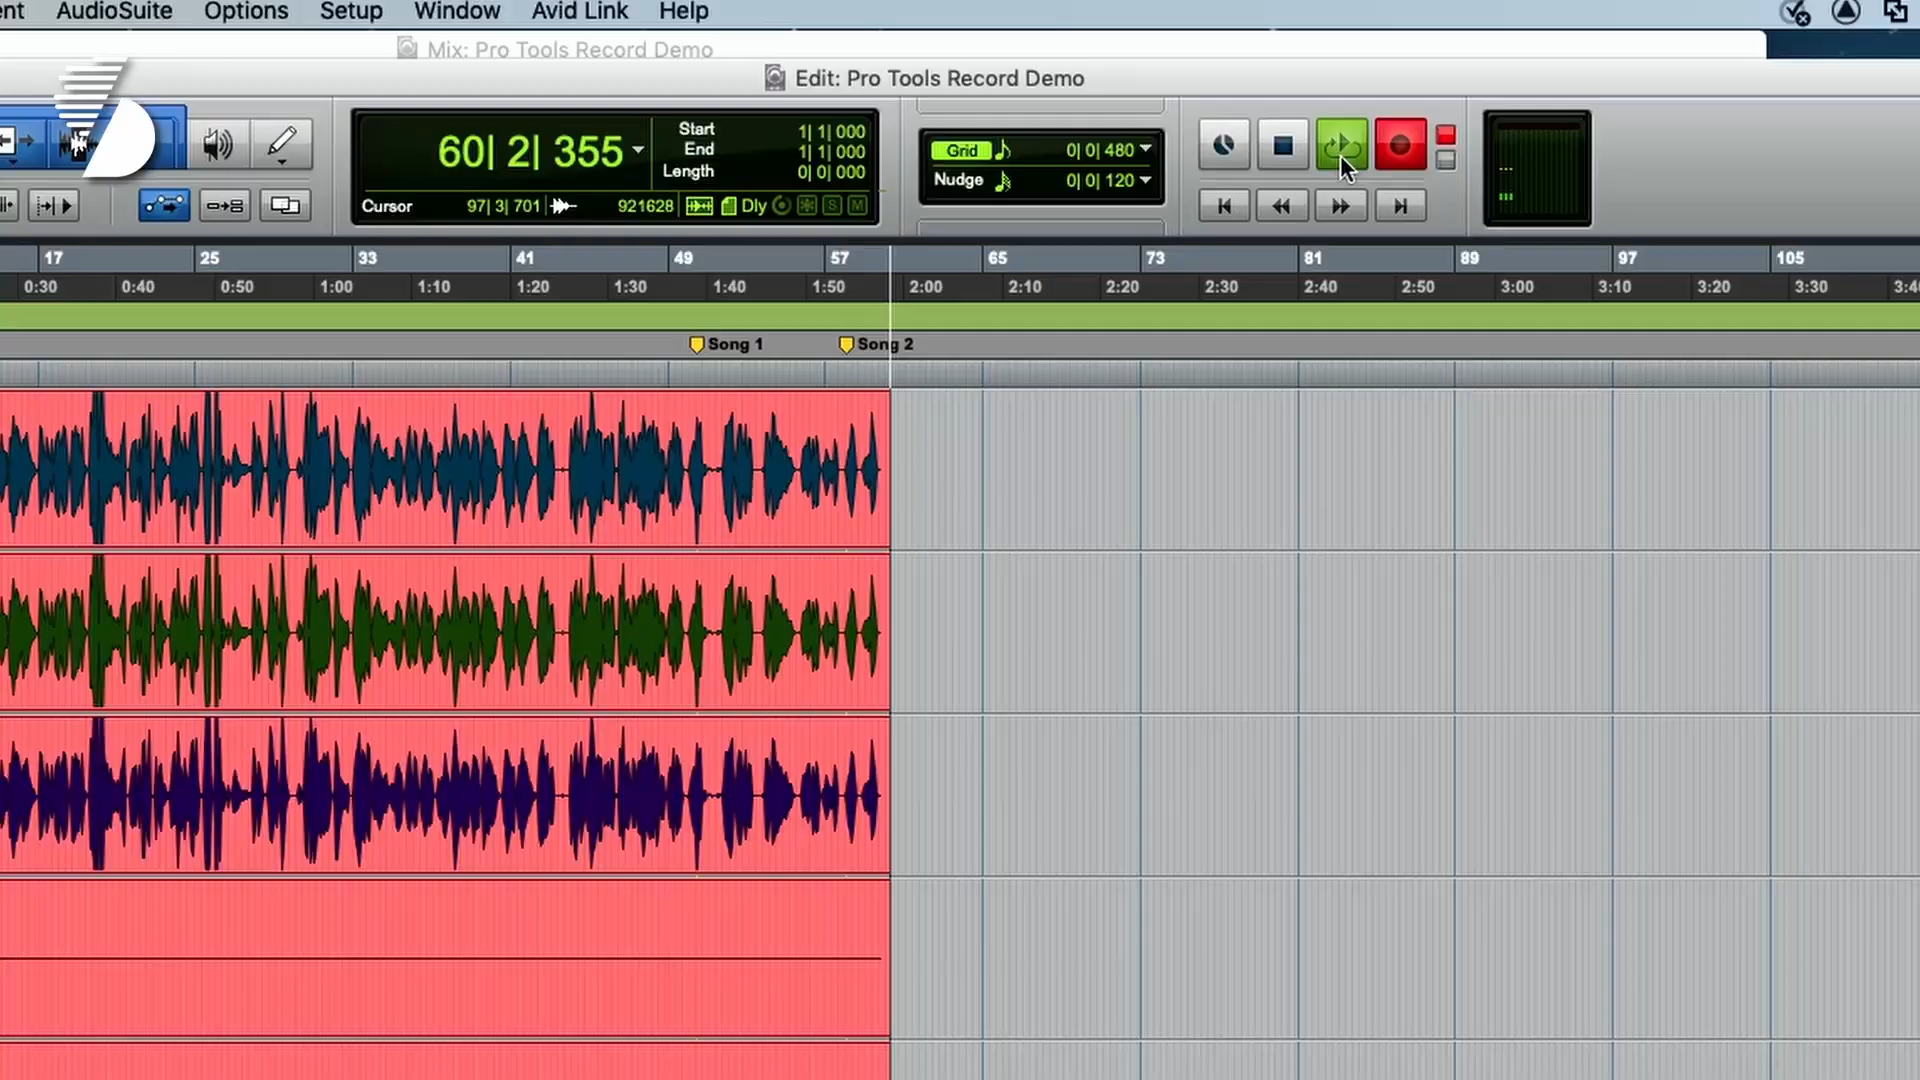 ent AudioSuite Options Setup Window Avid Link Help
Mix: Pro Tools Record Demo
Edit: Pro Tools Record Demo
60| 2| 355
Start 1| 1| 000
End 1| 1| 000
Length 0| 0| 000
Cursor 97| 3| 701 921628 Dly S M
Grid 0| 0| 480
Nudge 0| 0| 120
17 25 33 41 49 57 65 73 81 89 97 105
0:30 0:40 0:50 1:00 1:10 1:20 1:30 1:40 1:50 2:00 2:10 2:20 2:30 2:40 2:50 3:00 3:10 3:20 3:30 3:40
Song 1 Song 2